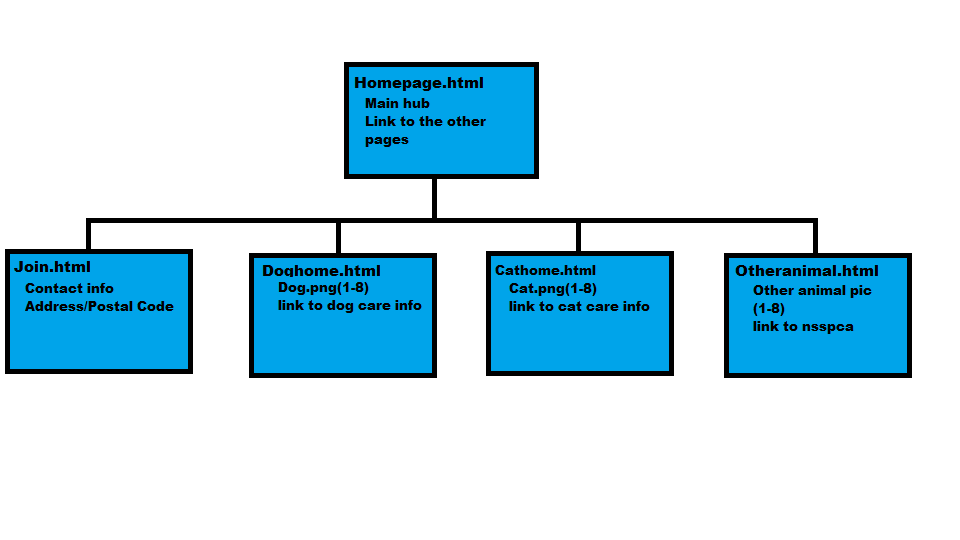 Homepage.html
Main hub
Link to the other
pages
Join.html
Contact info
Address/Postal Code
Doghome.html
Dog.png(1-8)
link to dog care info
Cathome.html
Cat.png(1-8)
link to cat care info
Otheranimal.html
Other animal pic
(1-8)
link to nsspca